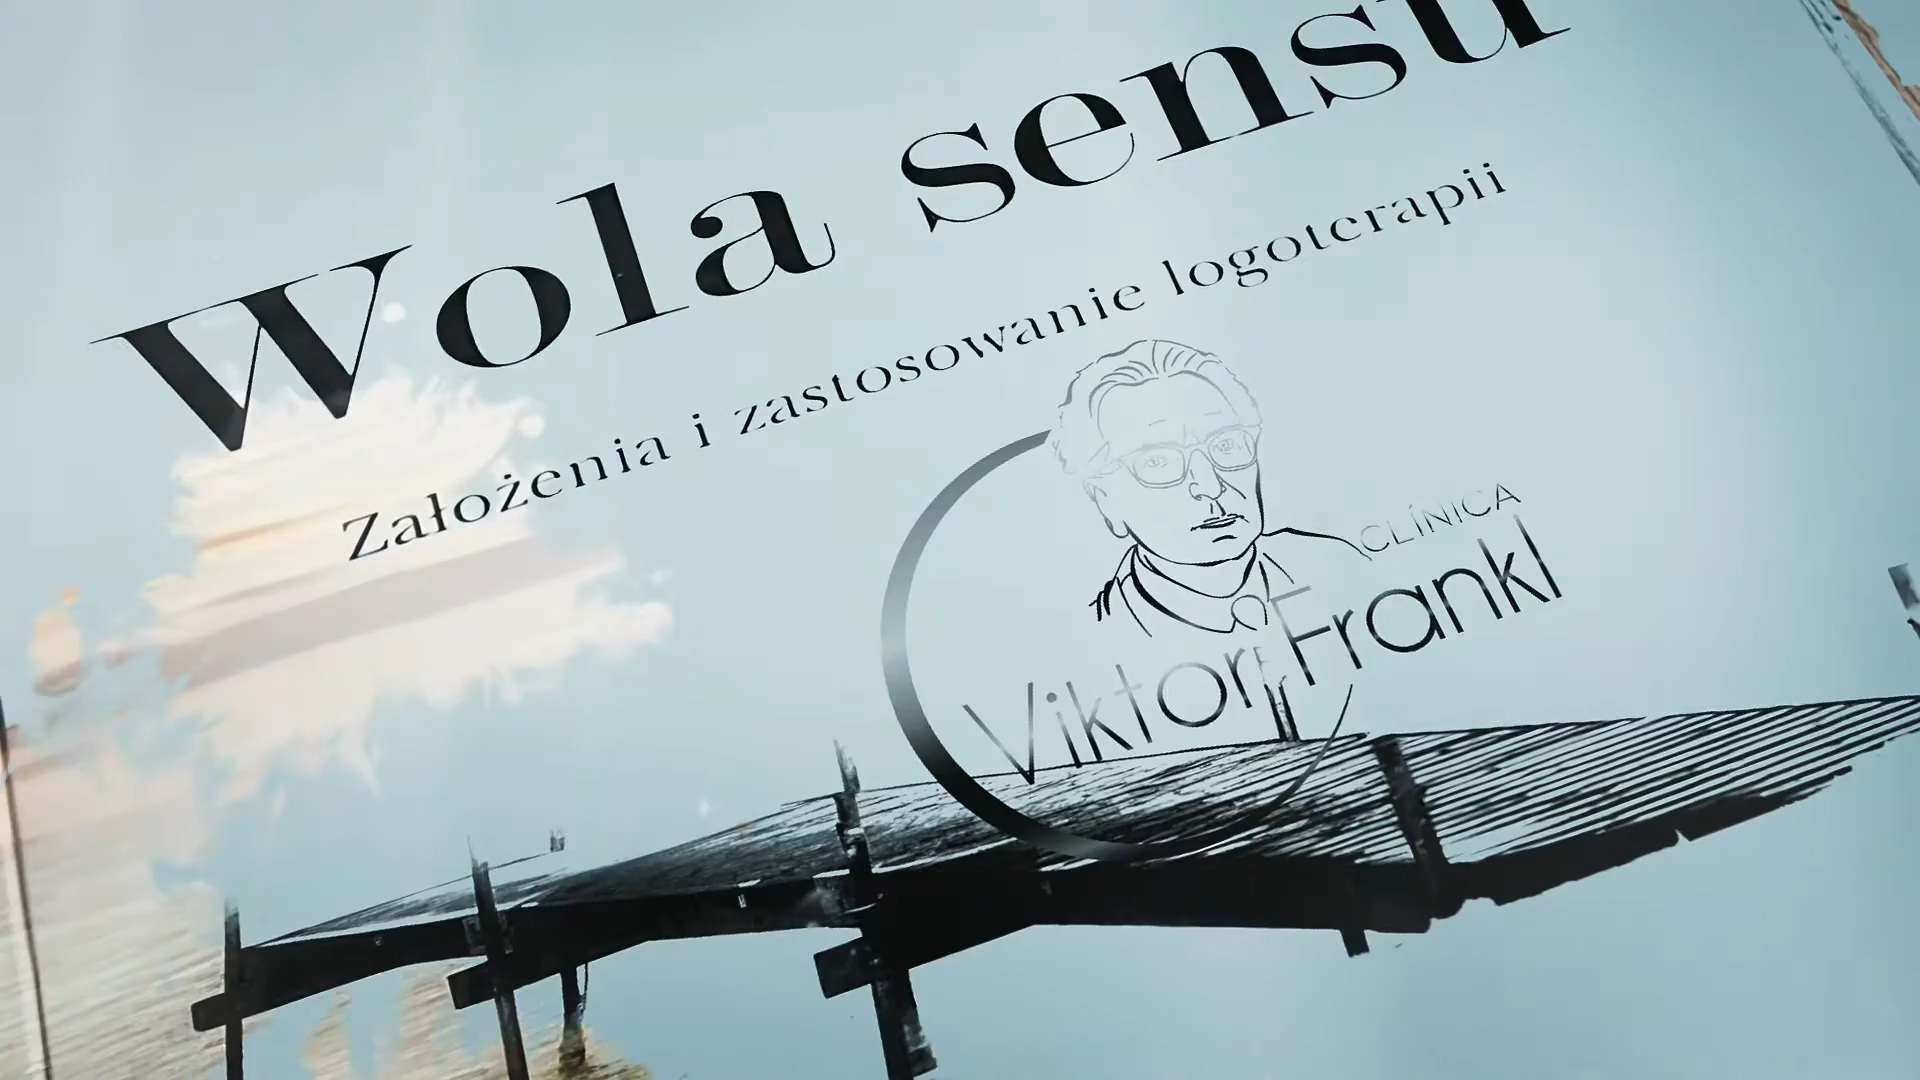 Wola sensu
Założenia i zastosowanie logoterapii
CLÍNICA
Viktor Frankl